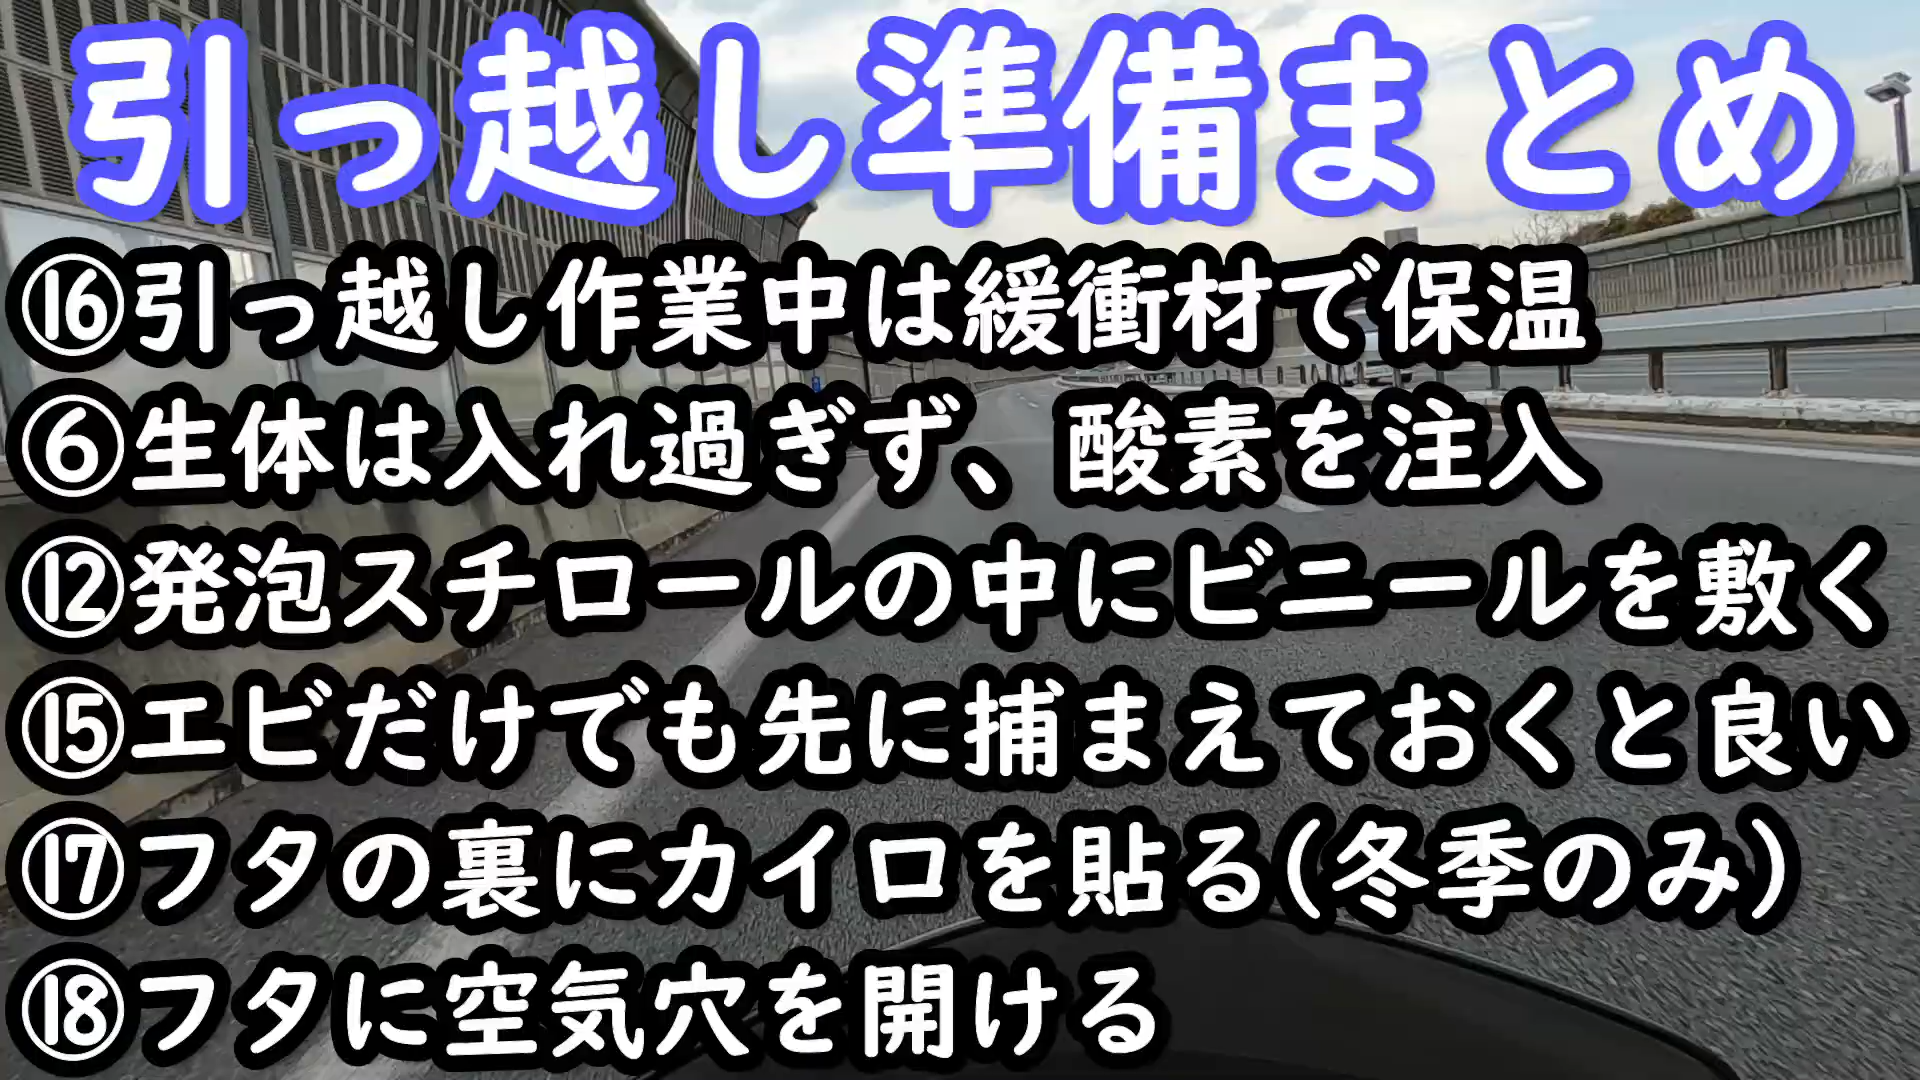 引っ越し準備まとめ
⑯引っ越し作業中は緩衝材で保温
⑥生体は入れ過ぎず、酸素を注入
⑫発泡スチロールの中にビニールを敷く
⑮エビだけでも先に捕まえておくと良い
⑰フタの裏にカイロを貼る(冬季のみ)
⑱フタに空気穴を開ける